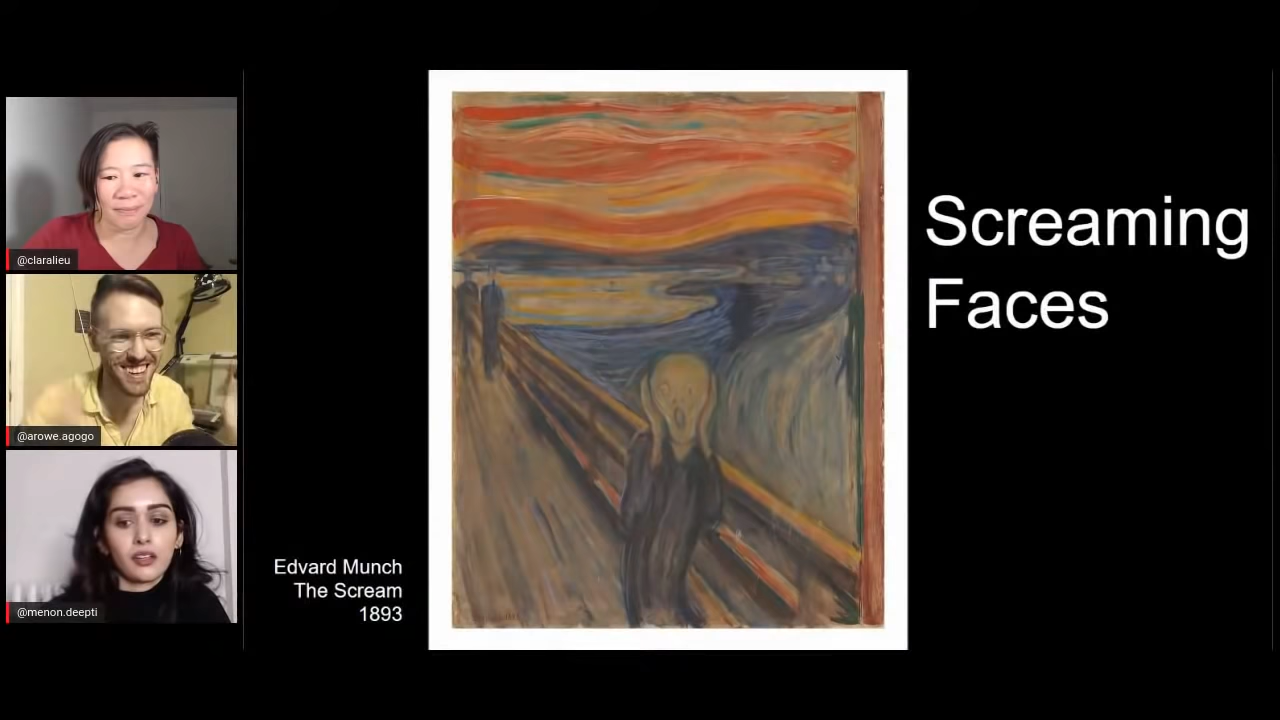 @claralieu
@arowe.agogo
@menon.deepti
Edvard Munch
The Scream
1893
Screaming
Faces